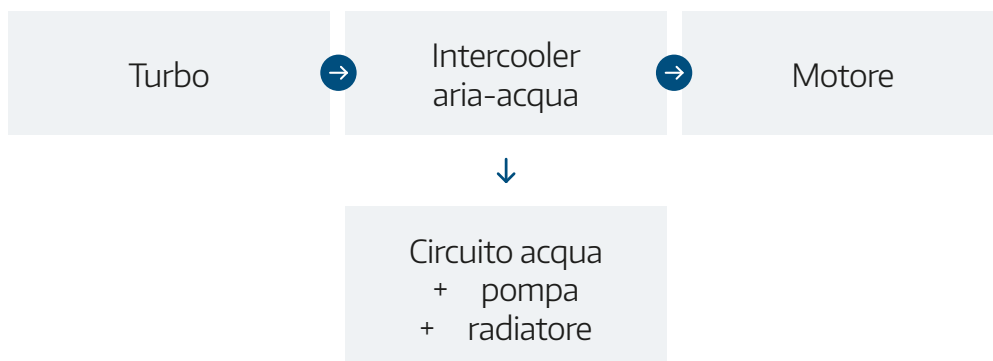 Turbo
Intercooler
aria-acqua
Motore
Circuito acqua
+ pompa
+ radiatore